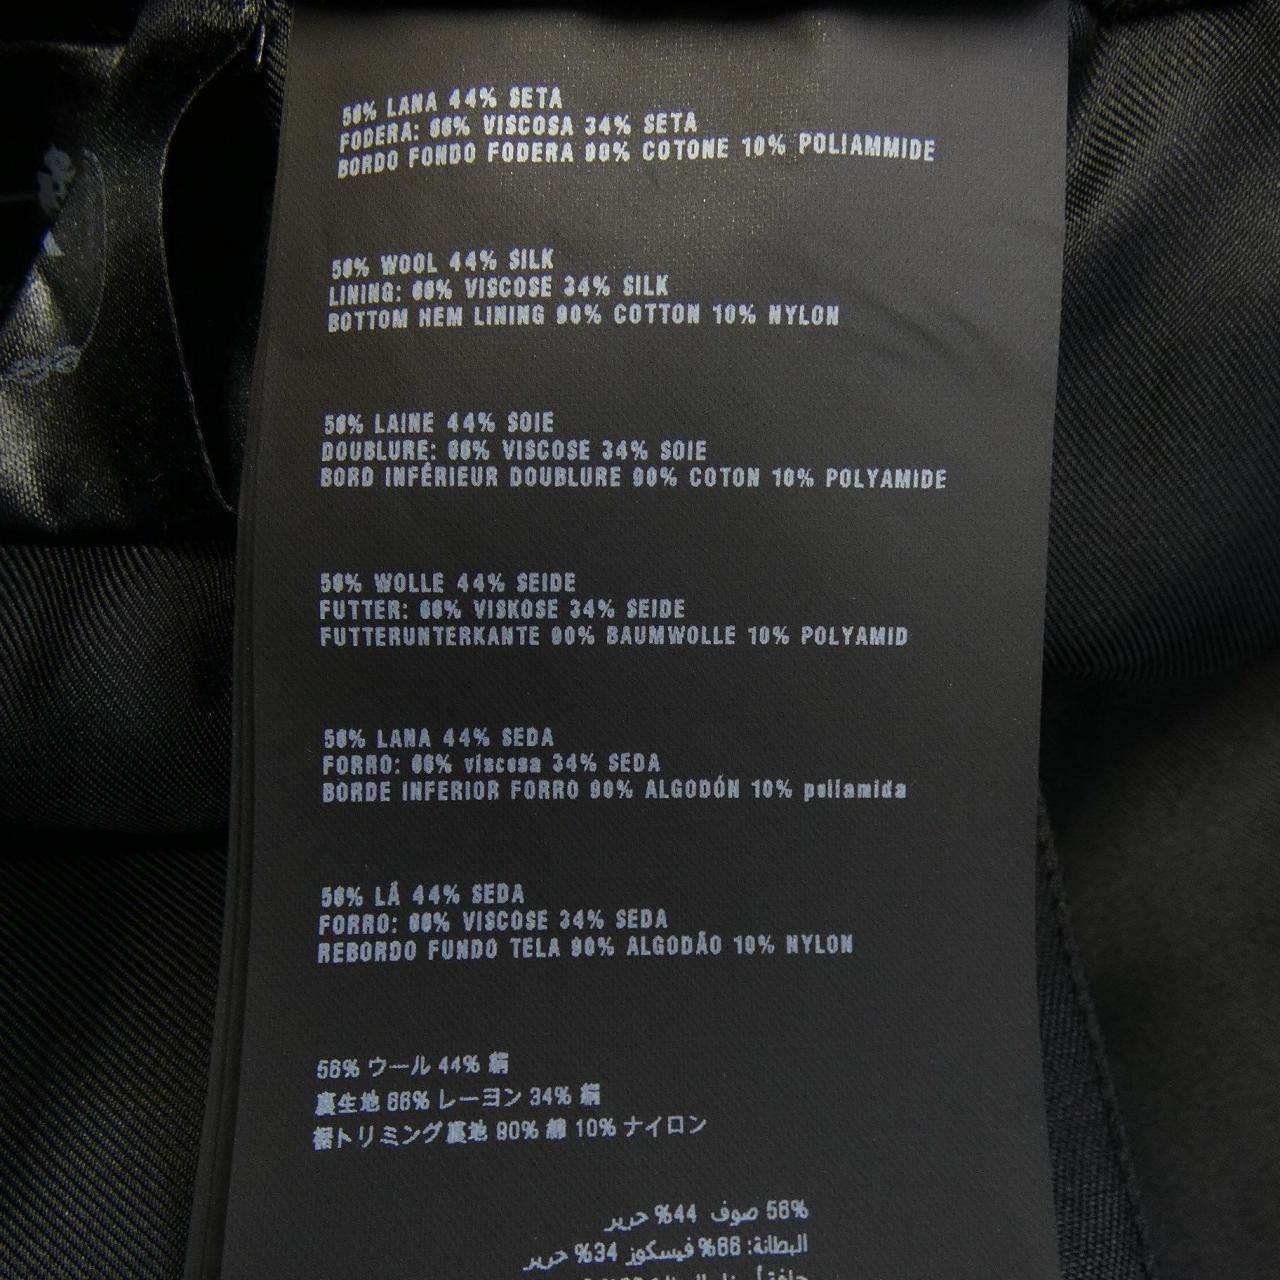 56% LANA 44% SETA
FODERA: 66% VISCOSA 34% SETA
BORDO FONDO FODERA 90% COTONE 10% POLIAMMIDE
56% WOOL 44% SILK
LINING: 66% VISCOSE 34% SILK
BOTTOM HEM LINING 90% COTTON 10% NYLON
56% LAINE 44% SOIE
DOUBLURE: 66% VISCOSE 34% SOIE
BORD INFÉRIEUR DOUBLURE 90% COTON 10% POLYAMIDE
56% WOLLE 44% SEIDE
FUTTER: 66% VISKOSE 34% SEIDE
FUTTERUNTERKANTE 90% BAUMWOLLE 10% POLYAMID
56% LANA 44% SEDA
FORRO: 66% viscosa 34% SEDA
BORDE INFERIOR FORRO 90% ALGODÓN 10% poliamida
56% LÃ 44% SEDA
FORRO: 66% VISCOSE 34% SEDA
REBORDO FUNDO TELA 90% ALGODÃO 10% NYLON
56% ウール 44% 絹
裏生地 66% レーヨン 34% 絹
裾トリミング裏地 90% 綿 10% ナイロン
56% صوف 44% حرير
البطانة: 66% فيسكوز 34% حرير